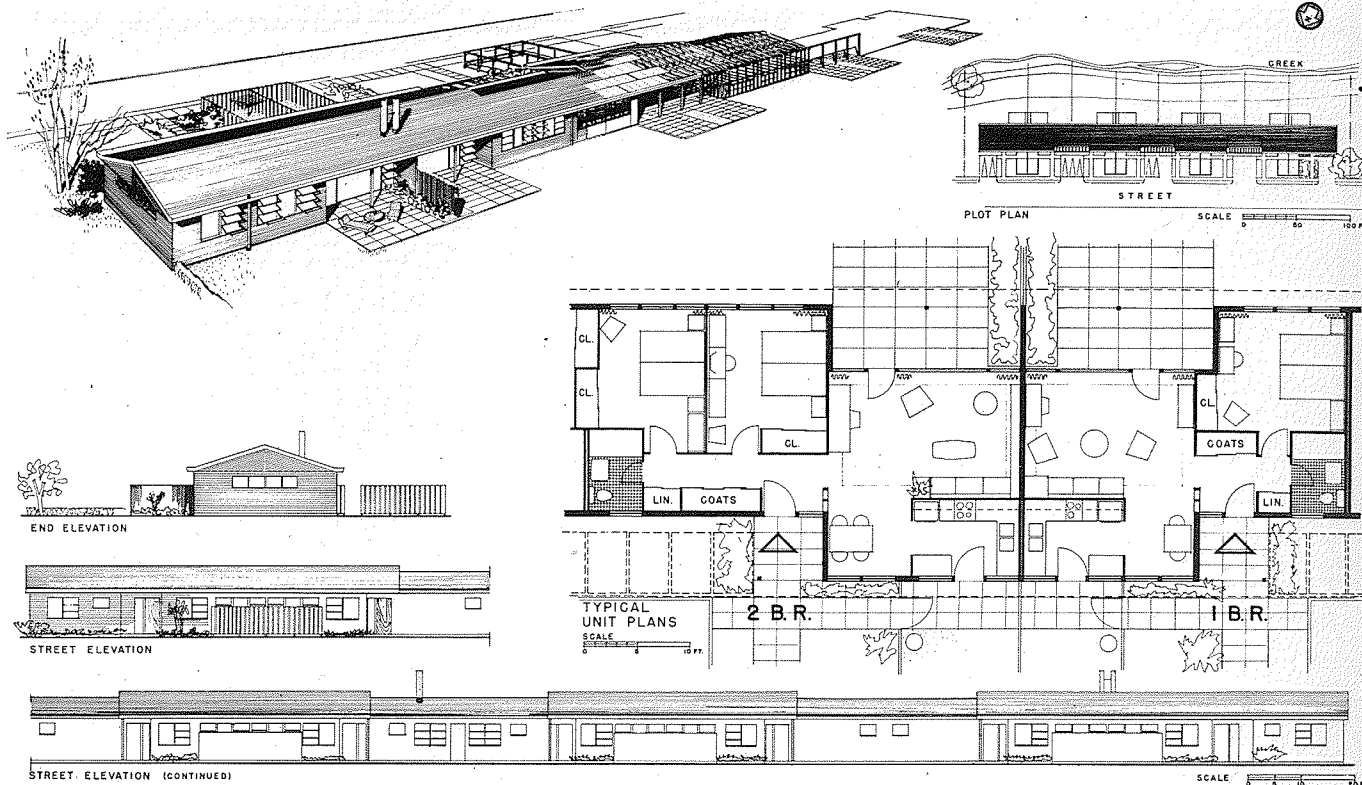 CREEK
STREET
PLOT PLAN
SCALE
0 50 100 F
CL.
CL.
CL.
LIN.
COATS
CL.
COATS
LIN.
TYPICAL
UNIT PLANS
SCALE
0 5 10 FT.
2 B.R.
1 B.R.
END ELEVATION
STREET ELEVATION
STREET ELEVATION (CONTINUED)
SCALE